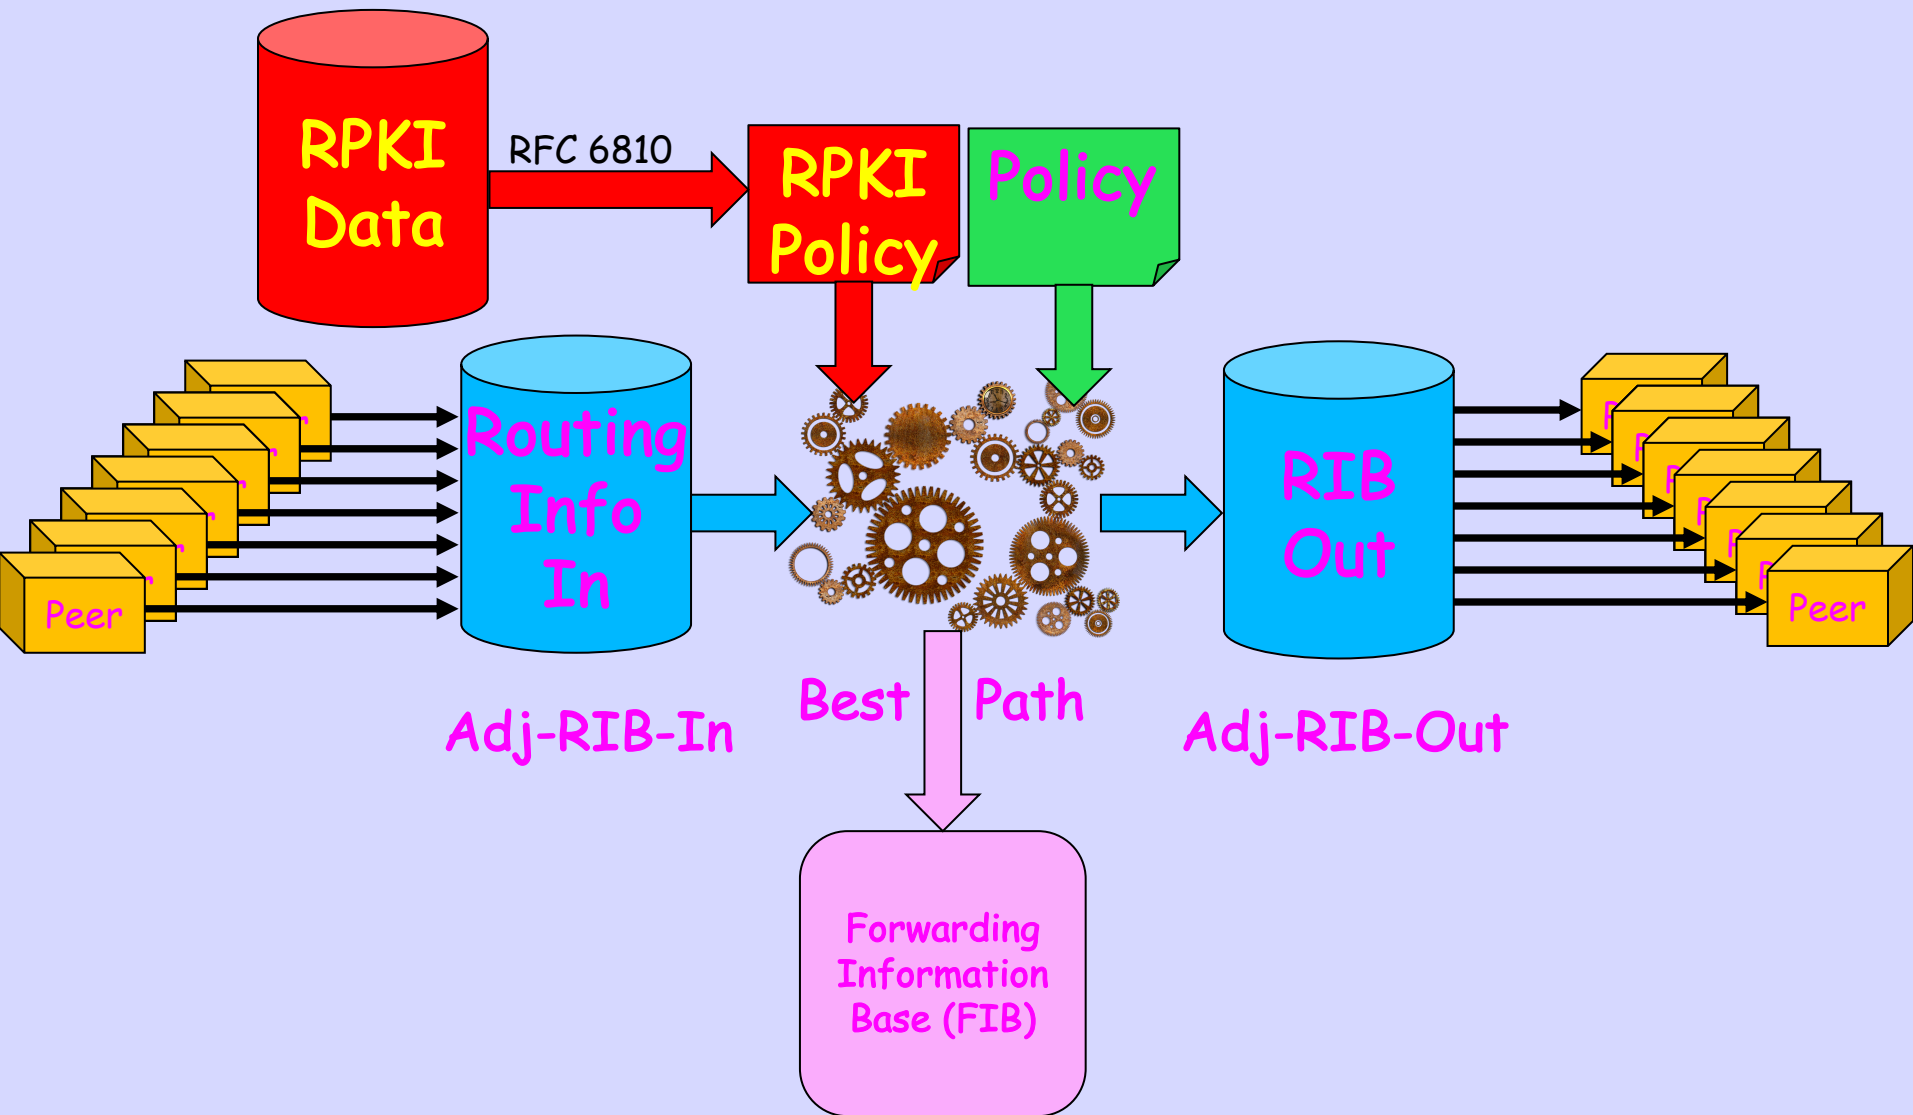 RPKI
Data
RFC 6810
RPKI
Policy
Policy
Peer
Routing
Info
In
RIB
Out
Peer
Best Path
Adj-RIB-In
Adj-RIB-Out
Forwarding
Information
Base (FIB)